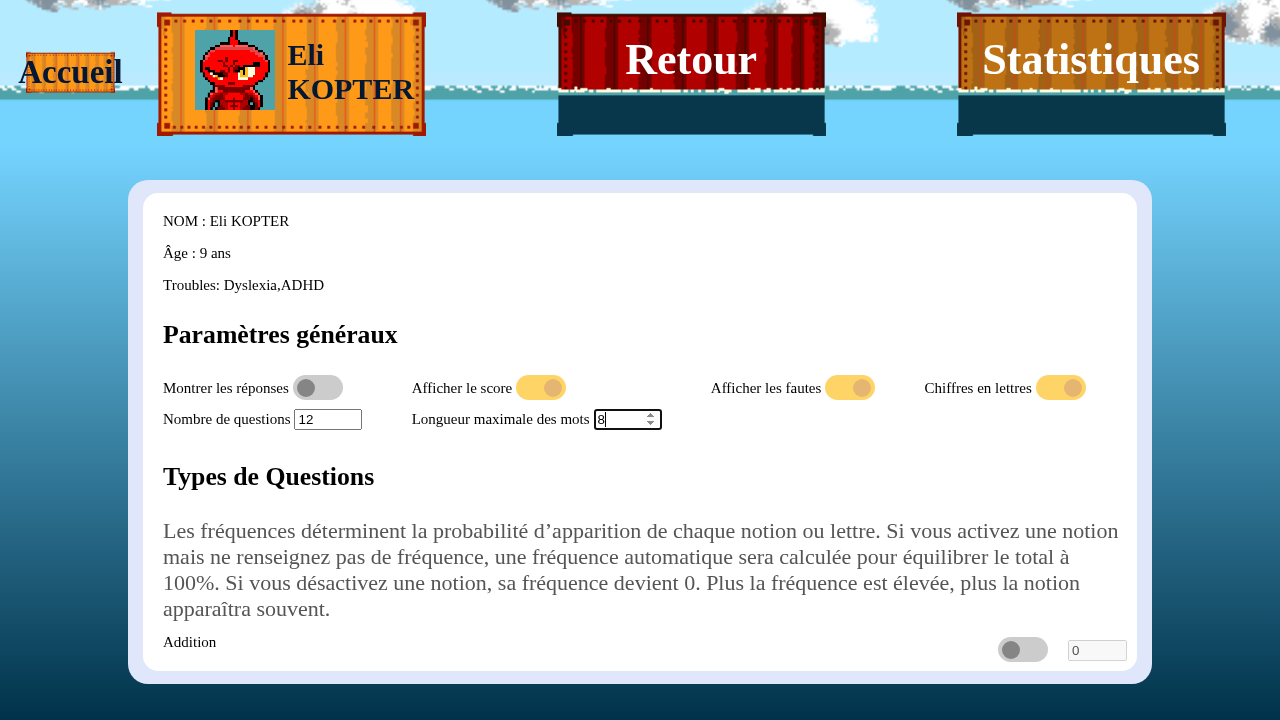 Accueil
Eli
KOPTER
Retour
Statistiques
NOM : Eli KOPTER
Âge : 9 ans
Troubles: Dyslexia,ADHD
Paramètres généraux
Montrer les réponses
Afficher le score
Afficher les fautes
Chiffres en lettres
Nombre de questions 12
Longueur maximale des mots 8
Types de Questions
Les fréquences déterminent la probabilité d’apparition de chaque notion ou lettre. Si vous activez une notion
mais ne renseignez pas de fréquence, une fréquence automatique sera calculée pour équilibrer le total à
100%. Si vous désactivez une notion, sa fréquence devient 0. Plus la fréquence est élevée, plus la notion
apparaîtra souvent.
Addition
0